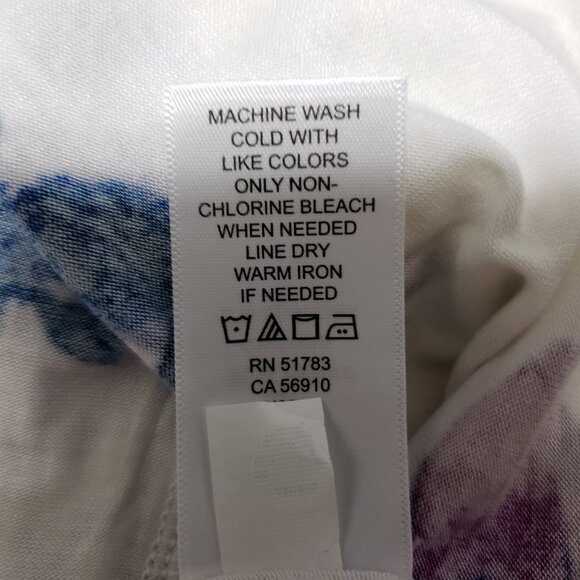 MACHINE WASH
COLD WITH
LIKE COLORS
ONLY NON-
CHLORINE BLEACH
WHEN NEEDED
LINE DRY
WARM IRON
IF NEEDED
RN 51783
CA 56910